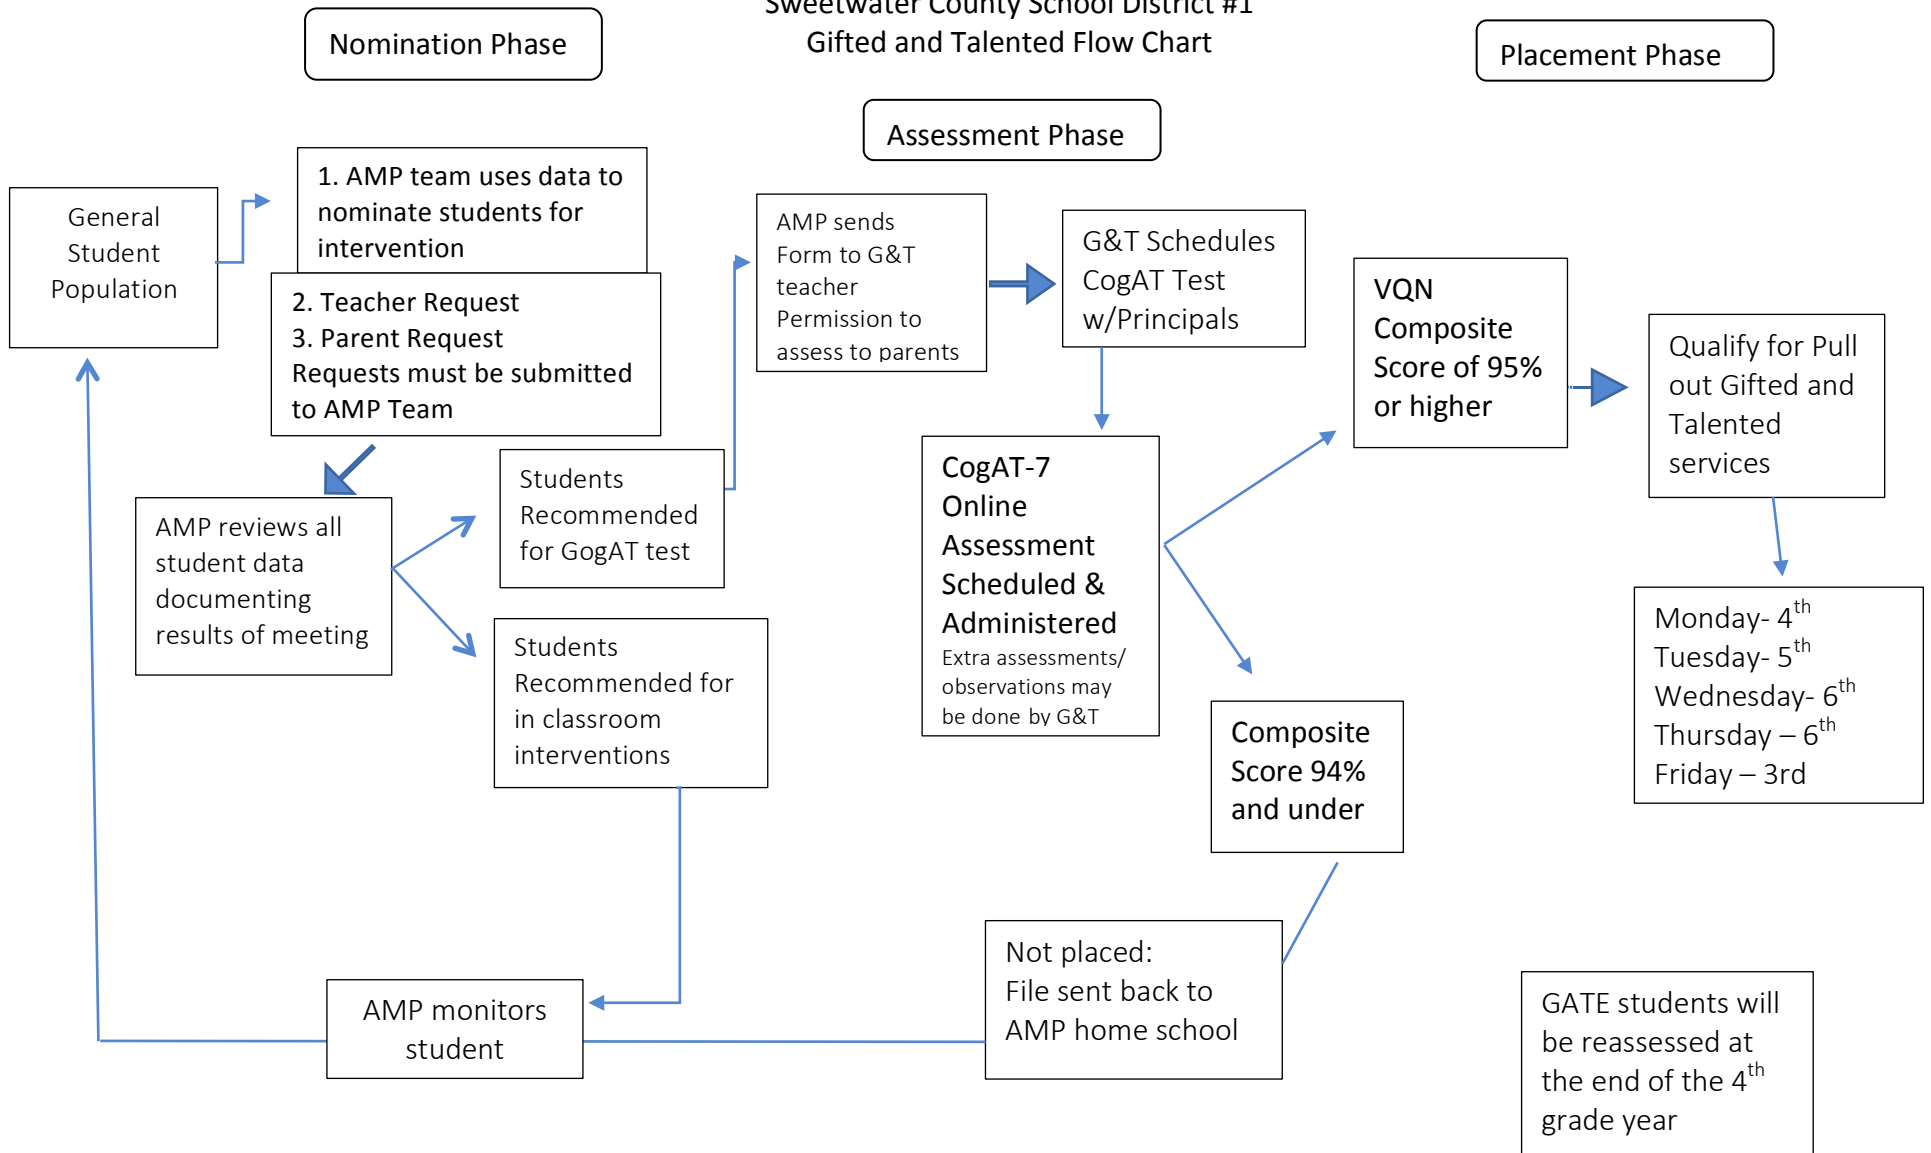 Sweetwater County School District #1
Gifted and Talented Flow Chart
Nomination Phase
Assessment Phase
Placement Phase
General
Student
Population
1. AMP team uses data to
nominate students for
intervention
2. Teacher Request
3. Parent Request
Requests must be submitted
to AMP Team
AMP reviews all
student data
documenting
results of meeting
Students
Recommended
for GogAT test
Students
Recommended for
in classroom
interventions
AMP monitors
student
AMP sends
Form to G&T
teacher
Permission to
assess to parents
G&T Schedules
CogAT Test
w/Principals
CogAT-7
Online
Assessment
Scheduled &
Administered
Extra assessments/
observations may
be done by G&T
VQN
Composite
Score of 95%
or higher
Composite
Score 94%
and under
Not placed:
File sent back to
AMP home school
Qualify for Pull
out Gifted and
Talented
services
Monday- 4th
Tuesday- 5th
Wednesday- 6th
Thursday – 6th
Friday – 3rd
GATE students will
be reassessed at
the end of the 4th
grade year